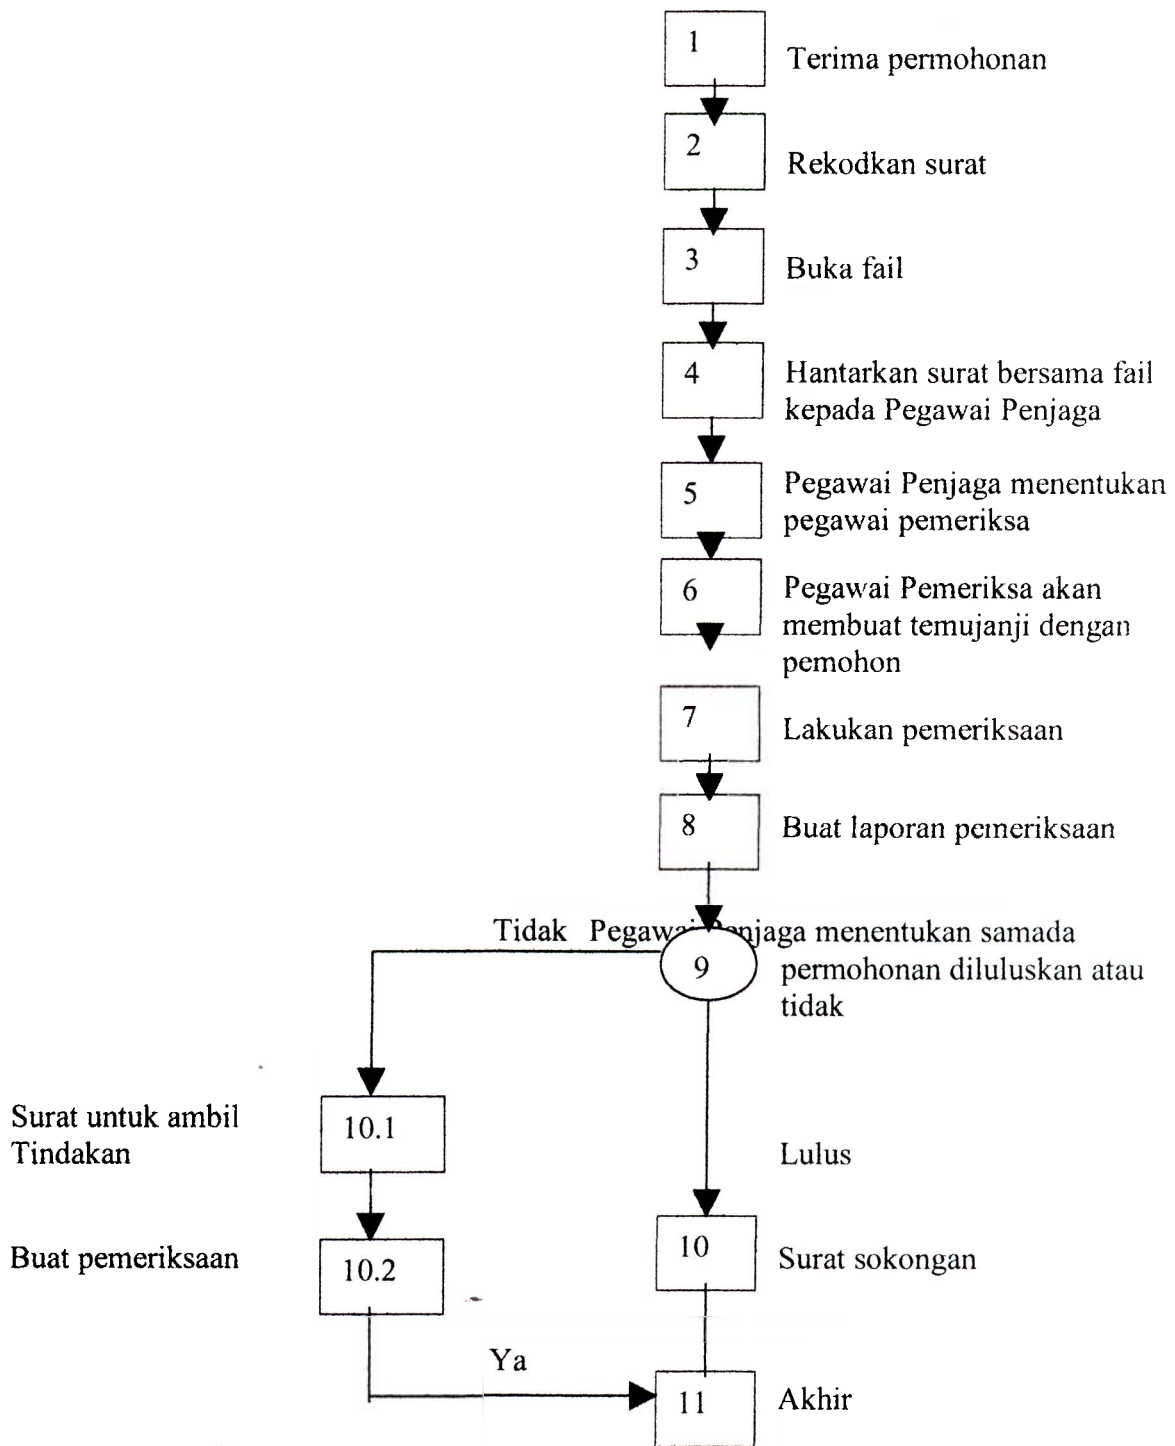 1 Terima permohonan
2 Rekodkan surat
3 Buka fail
4 Hantarkan surat bersama fail
kepada Pegawai Penjaga
5 Pegawai Penjaga menentukan
pegawai pemeriksa
6 Pegawai Pemeriksa akan
membuat temujanji dengan
pemohon
7 Lakukan pemeriksaan
8 Buat laporan pemeriksaan
Tidak Pegawai Penjaga menentukan samada
9 permohonan diluluskan atau
tidak
Surat untuk ambil
Tindakan
10.1
Lulus
Buat pemeriksaan
10.2
10 Surat sokongan
Ya
11 Akhir